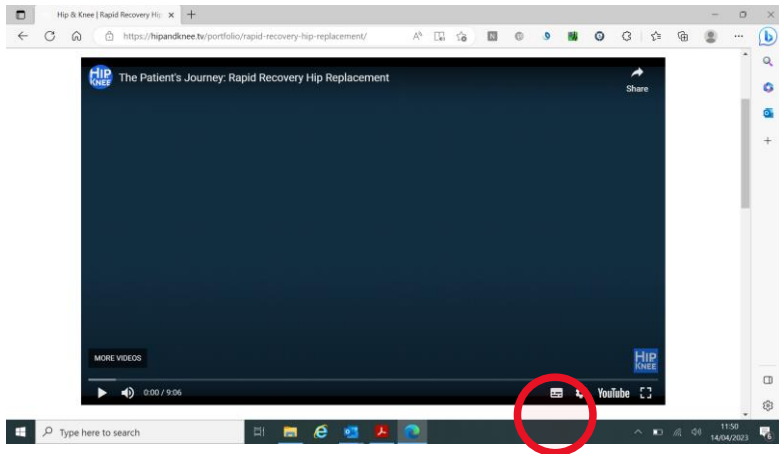 Hip & Knee | Rapid Recovery Hip
https://hipandknee.tv/portfolio/rapid-recovery-hip-replacement/
HIP
KNEE
The Patient's Journey: Rapid Recovery Hip Replacement
Share
MORE VIDEOS
HIP
KNEE
0:00 / 9:06
YouTube
Type here to search
11:50
14/04/2023